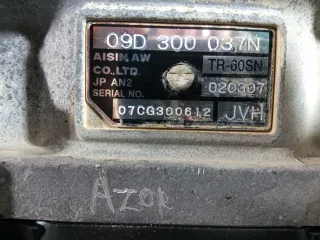 09D 300 037N
AISIN AW
CO.,LTD. TR-60SN
JP AN2 020307
SERIAL NO.
07CG300612 JVH
AZOR